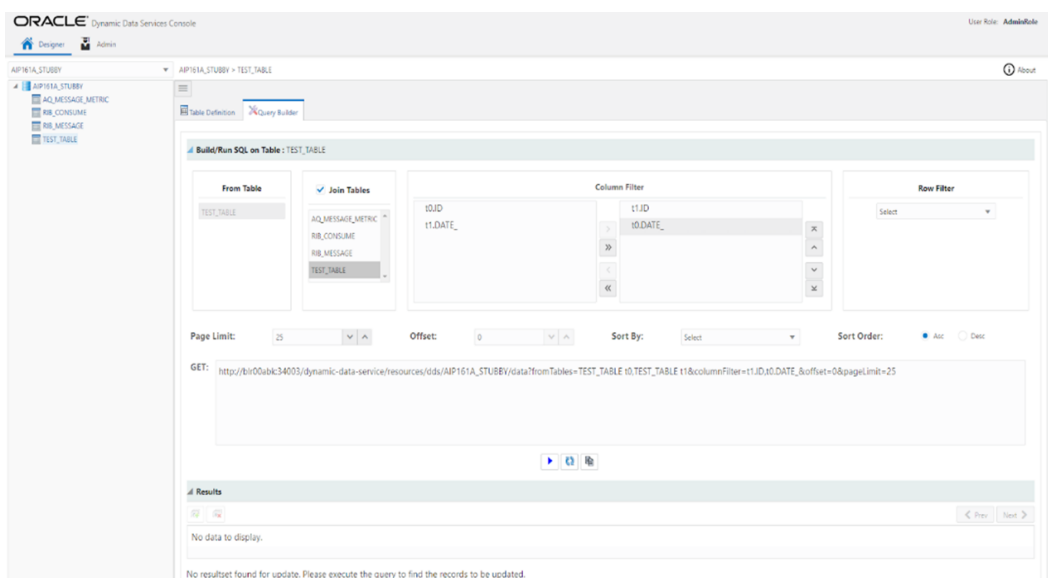 ORACLE Dynamic Data Services Console
User Role: AdminRole
Designer Admin
AIP161A_STUBBY
AIP161A_STUBBY > TEST_TABLE
About
AIP161A_STUBBY
AQ_MESSAGE_METRIC
RIB_CONSUME
RIB_MESSAGE
TEST_TABLE
Table Definition Query Builder
Build/Run SQL on Table : TEST_TABLE
From Table
TEST_TABLE
Join Tables
AQ_MESSAGE_METRIC
RIB_CONSUME
RIB_MESSAGE
TEST_TABLE
Column Filter
t0.ID
t1.DATE_
t1.ID
t0.DATE_
Row Filter
Select
Page Limit: 25 Offset: 0 Sort By: Select Sort Order: Asc Desc
GET: http://blr00abk:34003/dynamic-data-service/resources/dds/AIP161A_STUBBY/data?fromTables=TEST_TABLE t0,TEST_TABLE t1&columnFilter=t1.ID,t0.DATE_&offset=0&pageLimit=25
Results
Prev Next
No data to display.
No resultset found for update. Please execute the query to find the records to be updated.